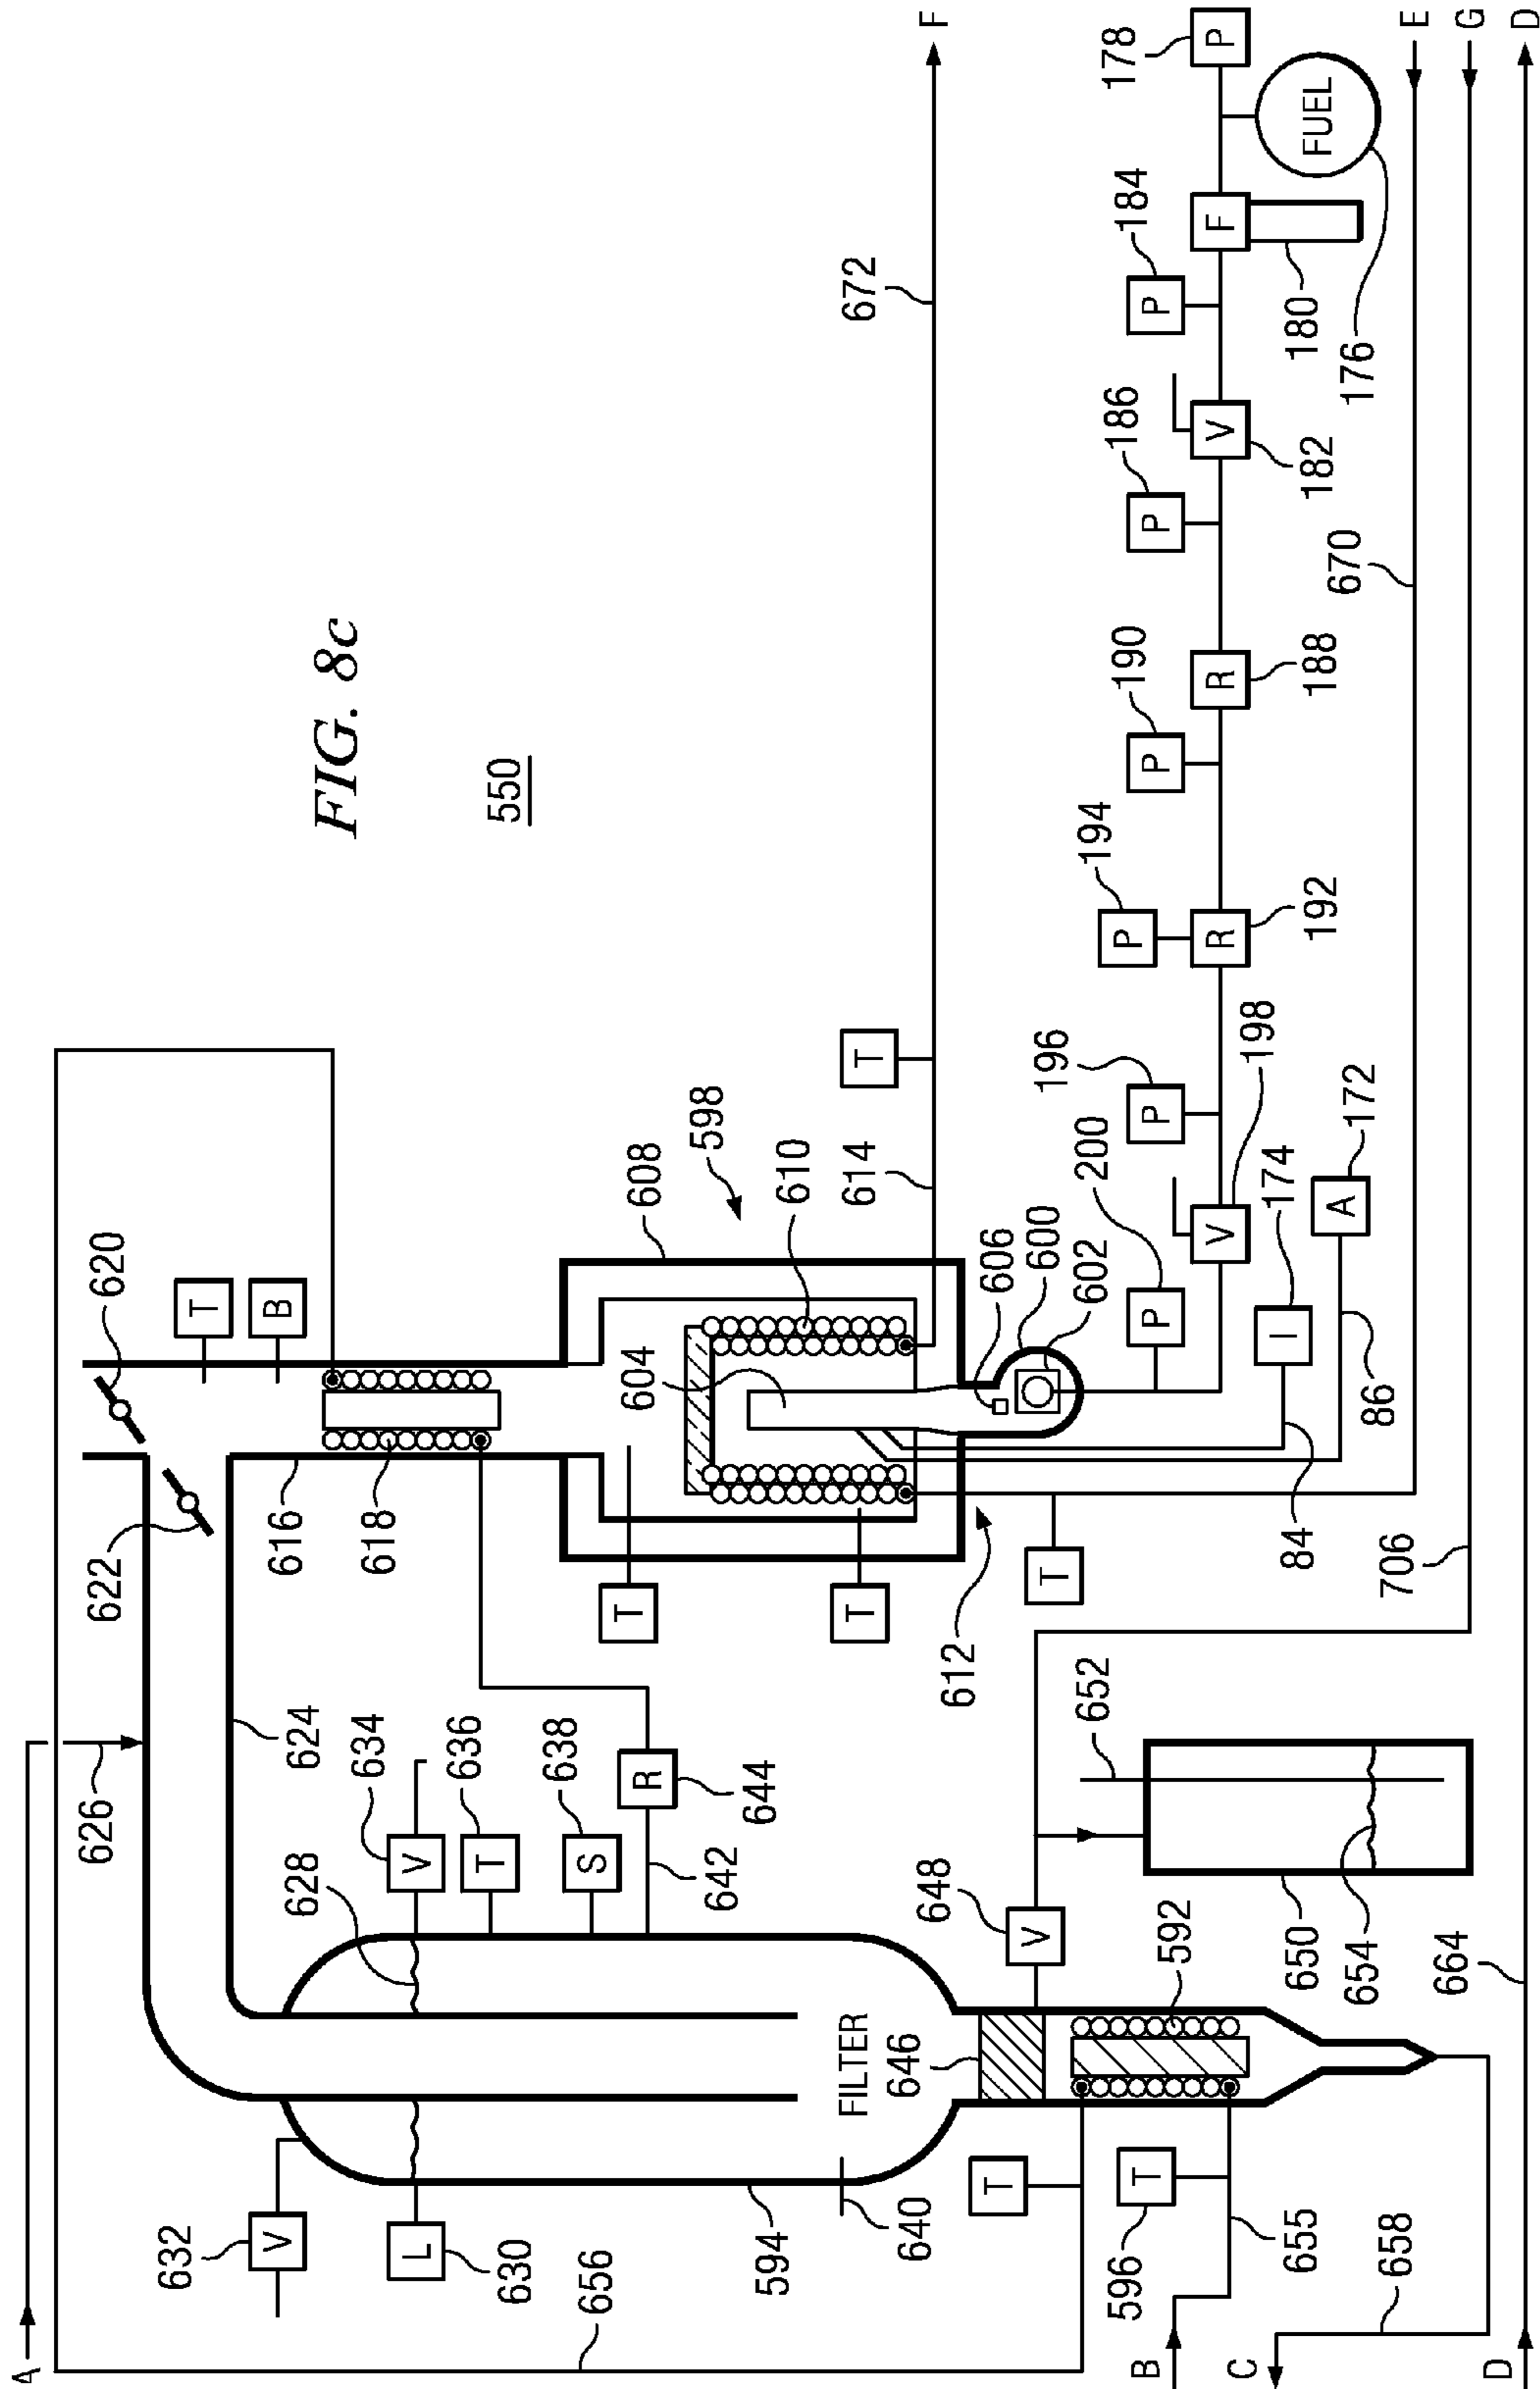 FIG. 8c
550
A
626
656
622
620
T
B
616
618
624
628
634
V
636
T
638
S
642
R
644
632
V
L
630
594
640
FILTER
646
648
V
T
T
596
592
655
B
C
658
D
664
650
654
652
706
612
T
T
T
608
598
610
604
614
T
606
600
602
672
F
84
86
I
174
A
172
P
200
V
198
P
196
P
194
R
192
P
190
R
188
P
186
V
182
P
184
F
180
FUEL
176
P
178
670
E
G
D